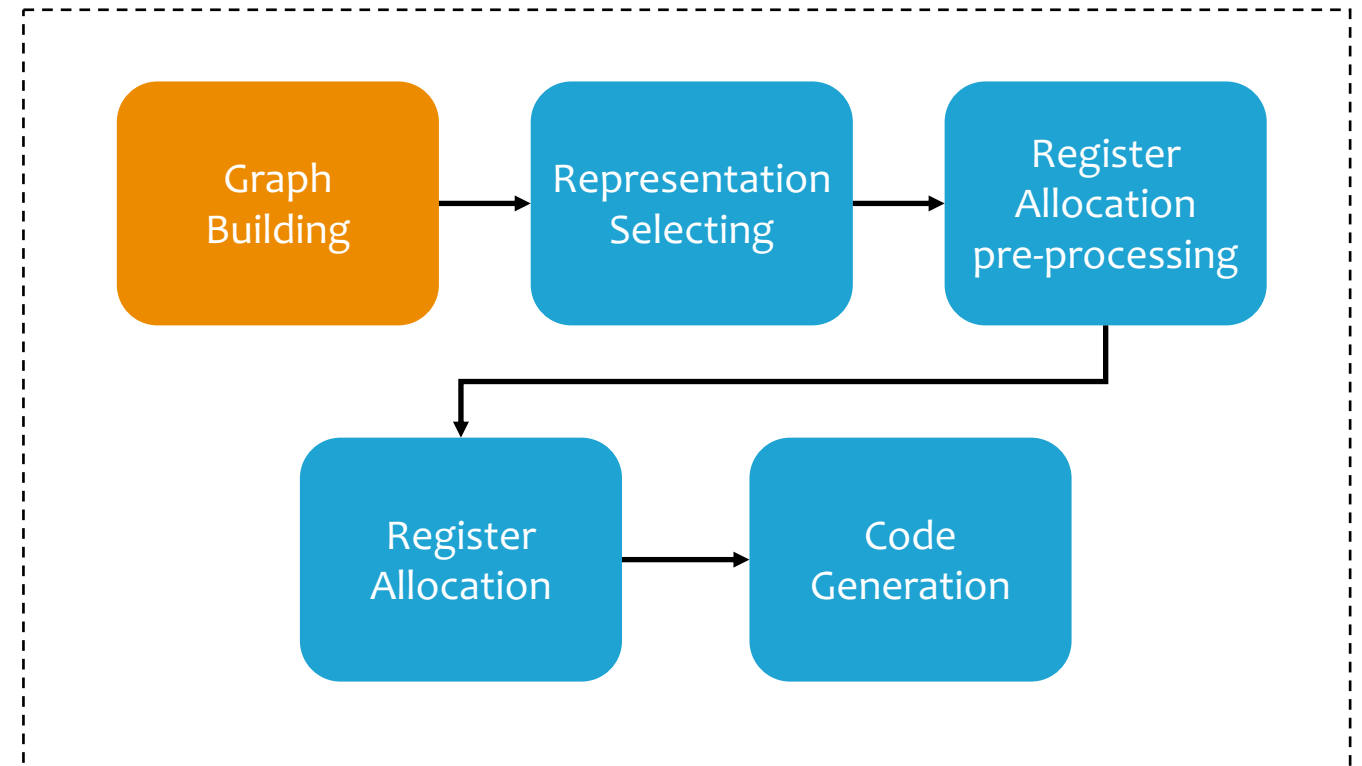 Graph
Building
Representation
Selecting
Register
Allocation
pre-processing
Register
Allocation
Code
Generation